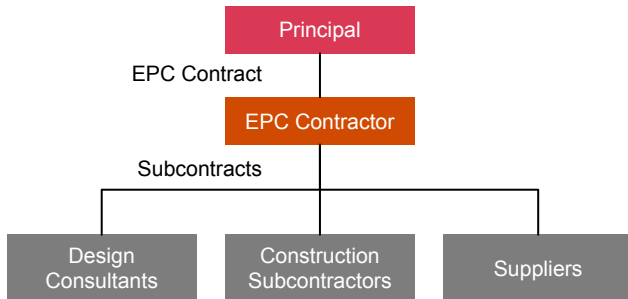 Principal
EPC Contract
EPC Contractor
Subcontracts
Design
Consultants
Construction
Subcontractors
Suppliers